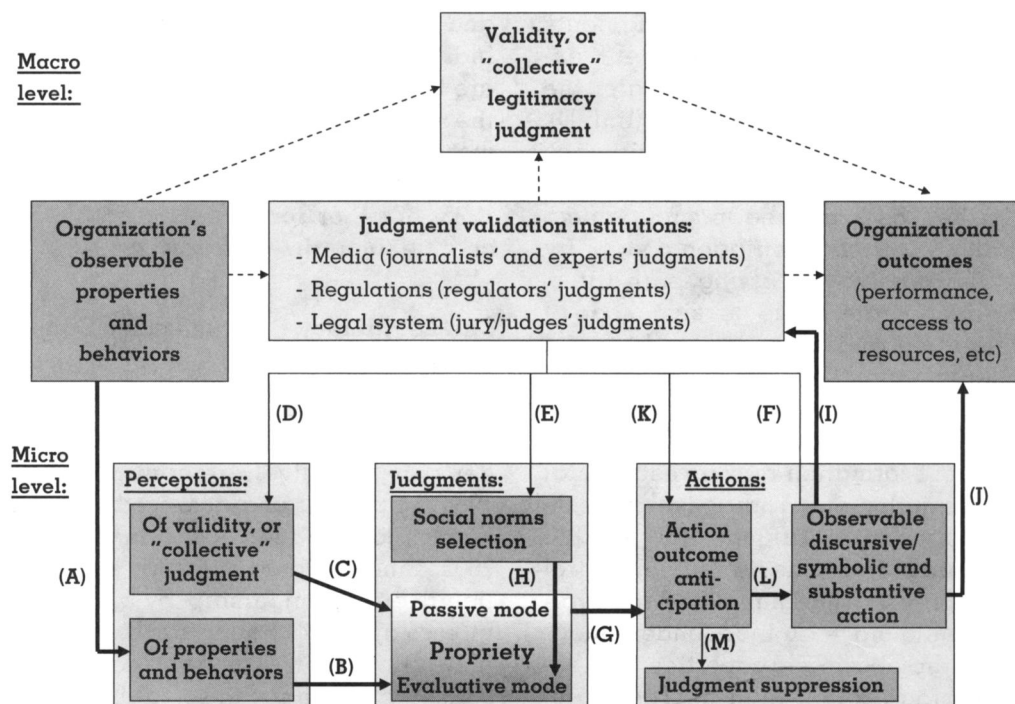 Macro
level:
Validity, or
"collective"
legitimacy
judgment
Organization's
observable
properties
and
behaviors
Judgment validation institutions:
- Media (journalists' and experts' judgments)
- Regulations (regulators' judgments)
- Legal system (jury/judges' judgments)
Organizational
outcomes
(performance,
access to
resources, etc)
(D)
(E)
(K)
(F)
(I)
Micro
level:
Perceptions:
Of validity, or
"collective"
judgment
(A)
(C)
Of properties
and behaviors
(B)
Judgments:
Social norms
selection
(H)
Passive mode
Propriety
Evaluative mode
(G)
Actions:
Action
outcome
anti-
cipation
(L)
(M)
Observable
discursive/
symbolic and
substantive
action
(J)
Judgment suppression